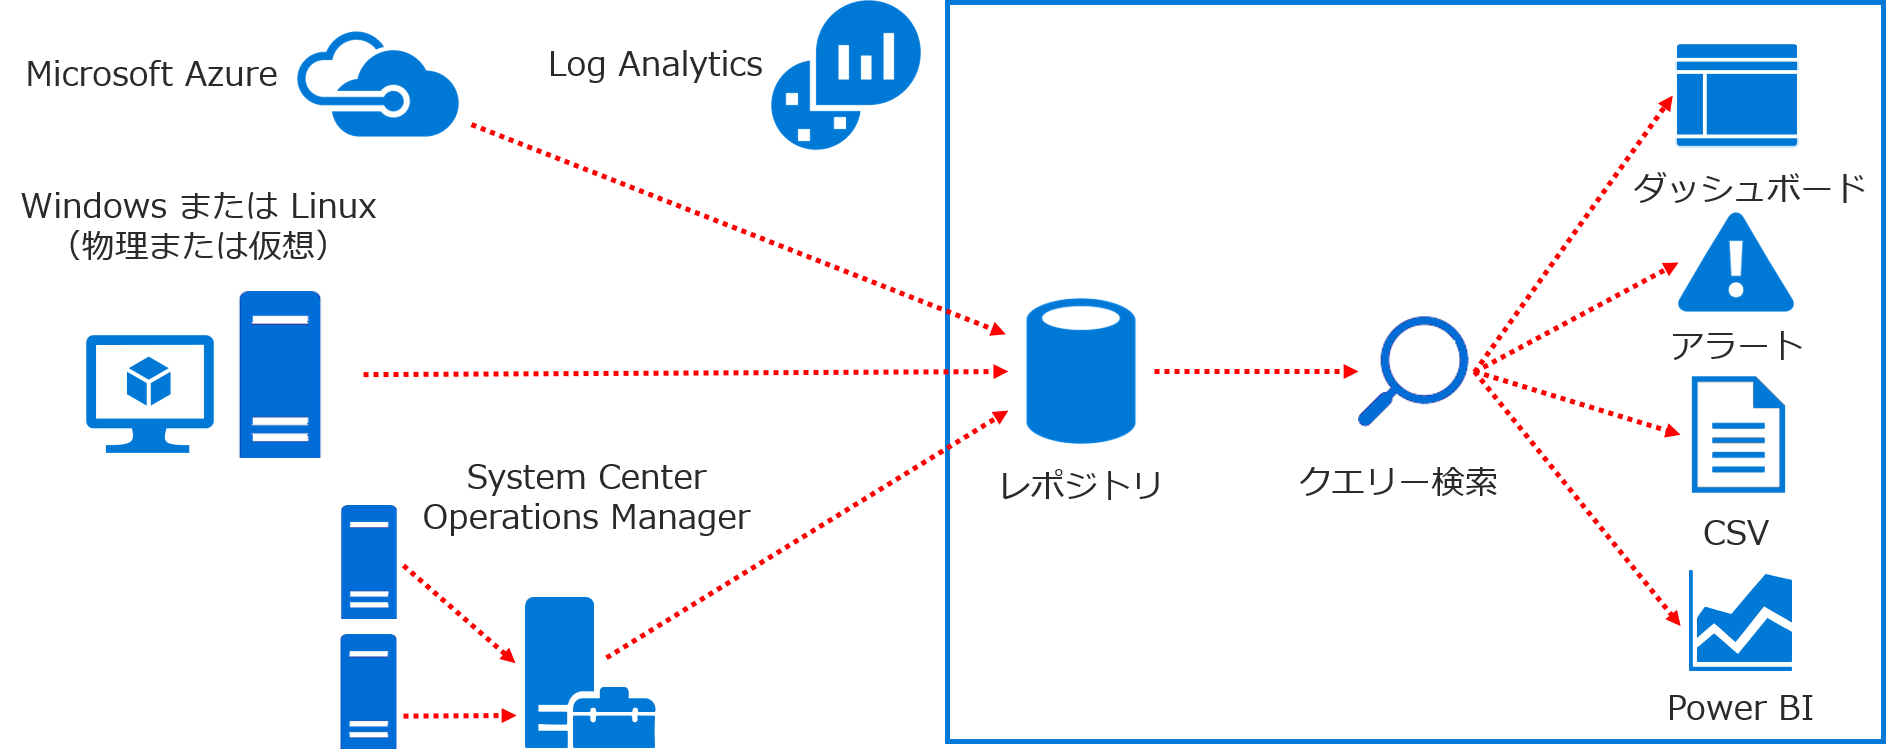 Microsoft Azure
Log Analytics
Windows または Linux
（物理または仮想）
System Center
Operations Manager
レポジトリ
クエリー検索
ダッシュボード
アラート
CSV
Power BI